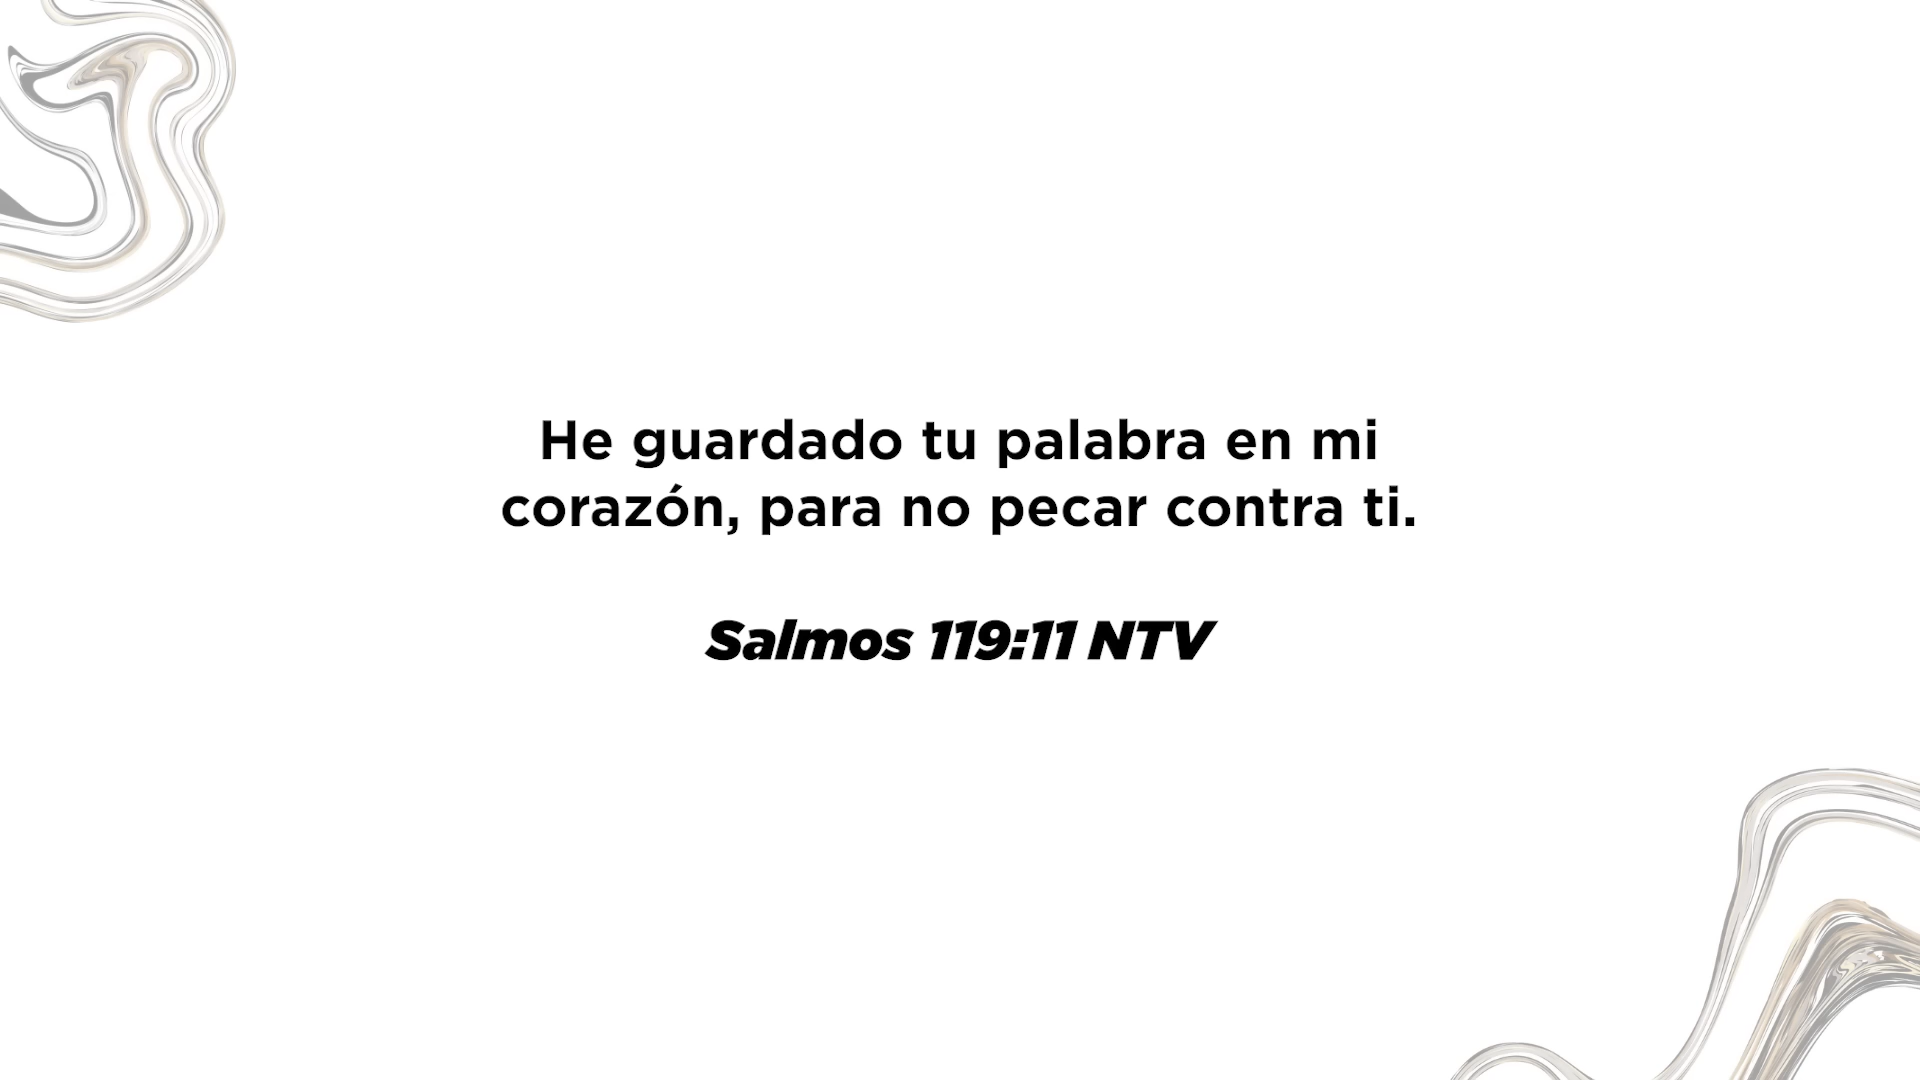 He guardado tu palabra en mi
corazón, para no pecar contra ti.
Salmos 119:11 NTV